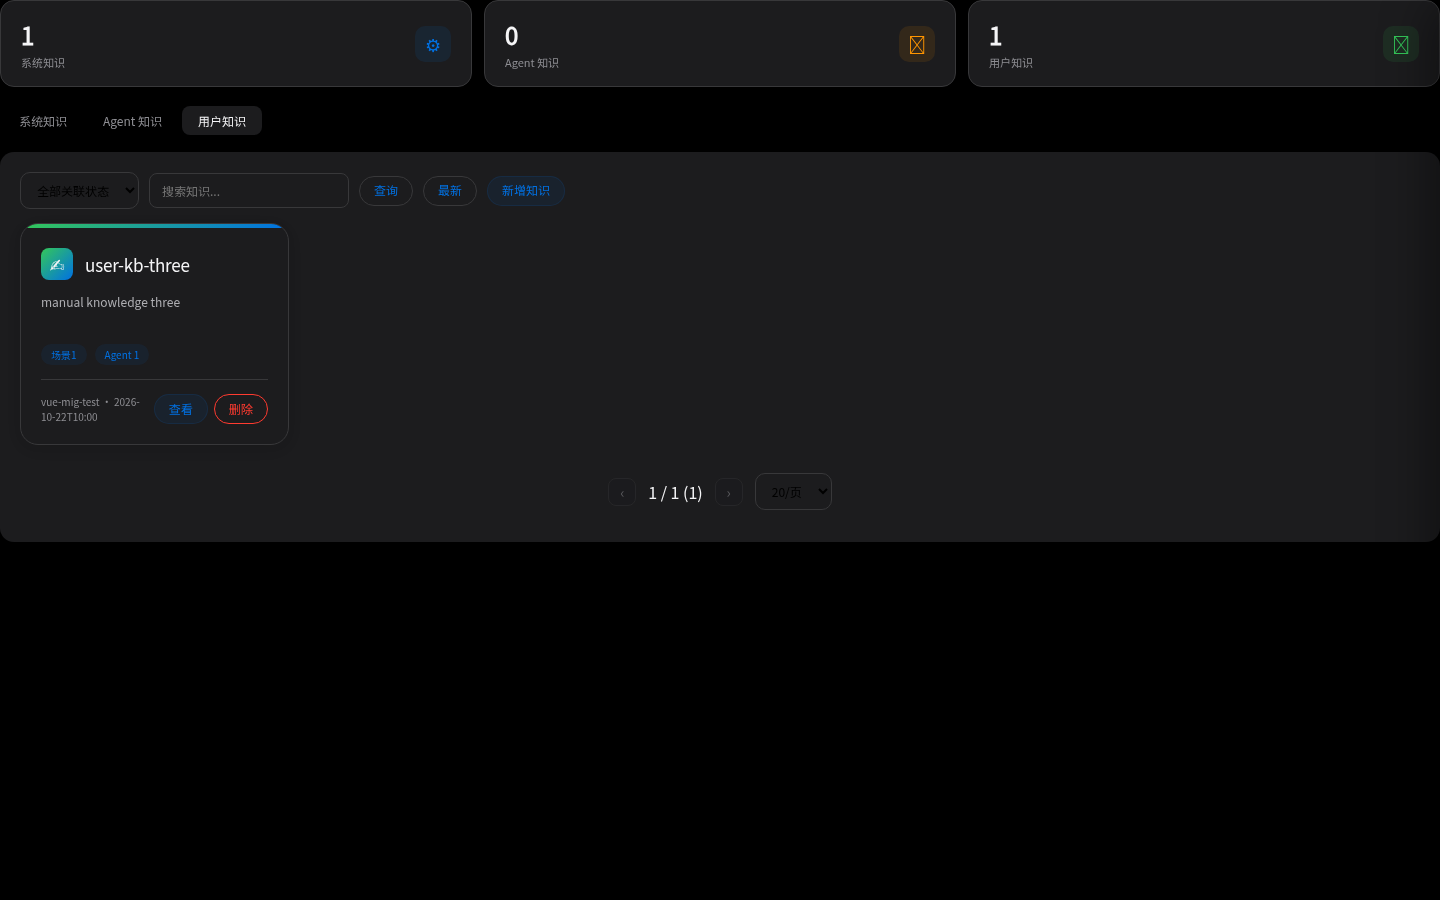 1
系统知识
0
Agent 知识
1
用户知识
系统知识 Agent 知识 用户知识
全部关联状态 搜索知识... 查询 最新 新增知识
user-kb-three
manual knowledge three
场景1 Agent 1
vue-mig-test • 2026-
10-22T10:00
查看 删除
‹ 1 / 1 (1) › 20/页